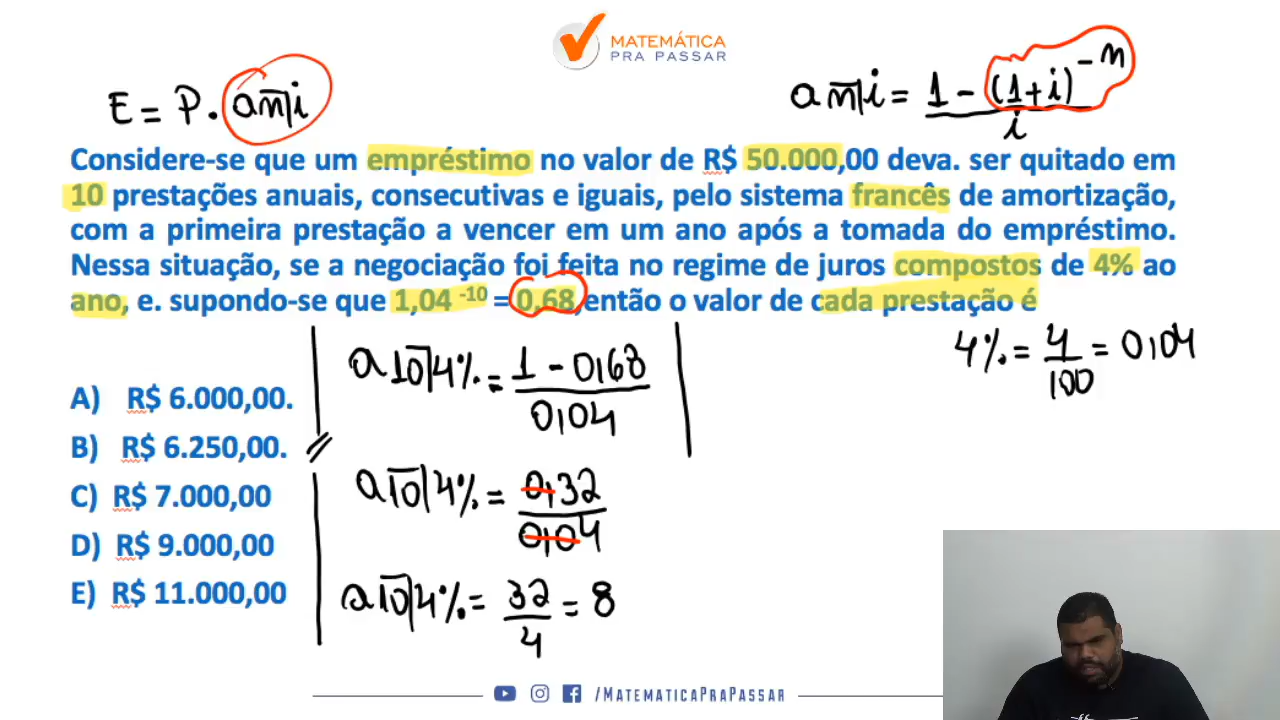 MATEMÁTICA
PRA PASSAR
E = P . an̅|i
an̅|i = 1 - (1+i)^-n / i
Considere-se que um empréstimo no valor de R$ 50.000,00 deva. ser quitado em
10 prestações anuais, consecutivas e iguais, pelo sistema francês de amortização,
com a primeira prestação a vencer em um ano após a tomada do empréstimo.
Nessa situação, se a negociação foi feita no regime de juros compostos de 4% ao
ano, e. supondo-se que 1,04 ^-10 = 0,68,então o valor de cada prestação é
4% = 4/100 = 0,04
a10|4% = 1 - 0,68 / 0,04
A) R$ 6.000,00.
B) R$ 6.250,00.
C) R$ 7.000,00
D) R$ 9.000,00
E) R$ 11.000,00
a10|4% = 0,32 / 0,04
a10|4% = 32/4 = 8
/MATEMATICAPRAPASSAR